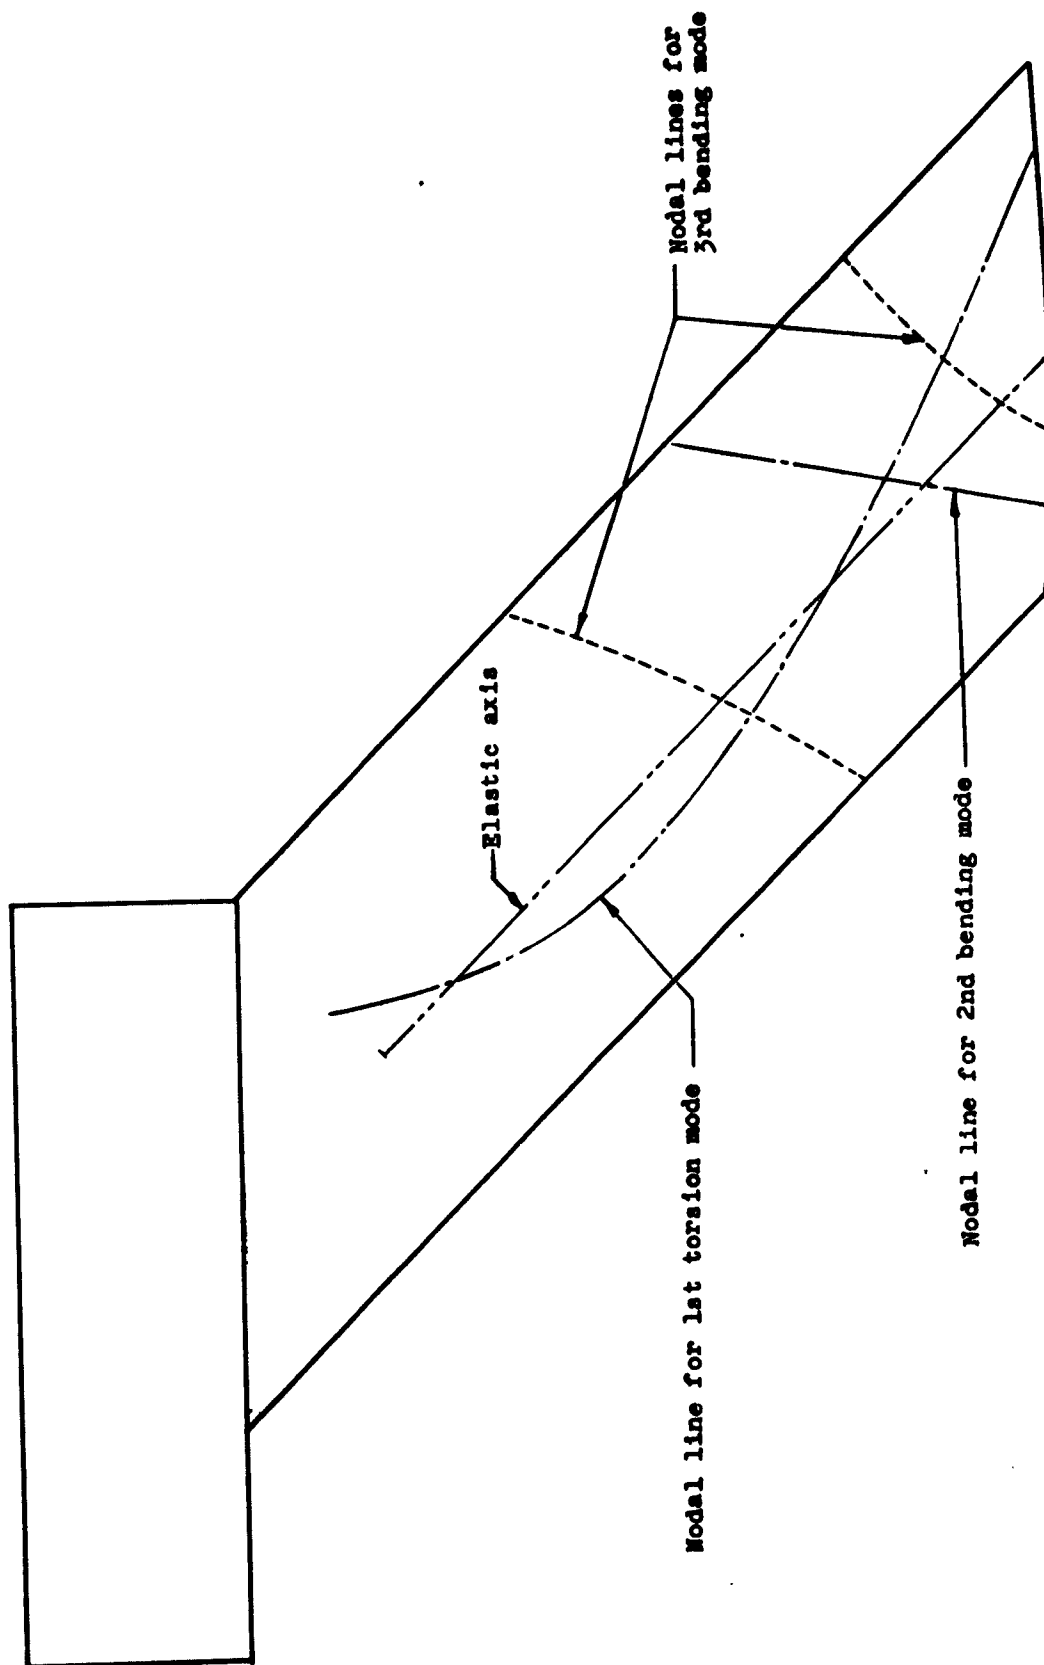 Nodal lines for
3rd bending mode
Elastic axis
Nodal line for 1st torsion mode
Nodal line for 2nd bending mode